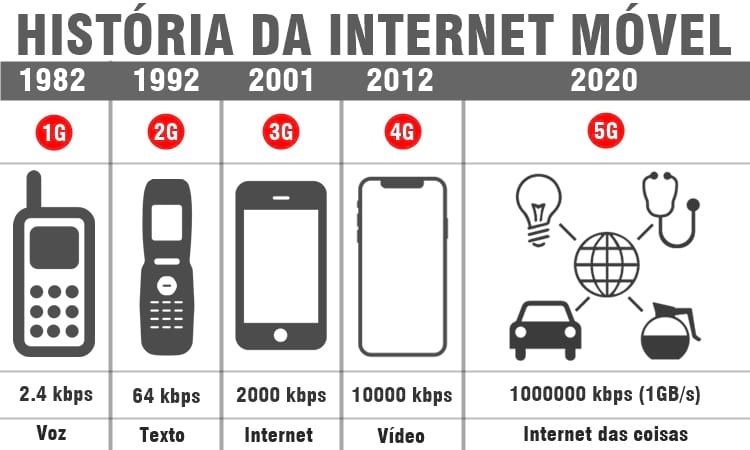 HISTÓRIA DA INTERNET MÓVEL
1982 1992 2001 2012 2020
1G 2G 3G 4G 5G
2.4 kbps 64 kbps 2000 kbps 10000 kbps 1000000 kbps (1GB/s)
Voz Texto Internet Vídeo Internet das coisas